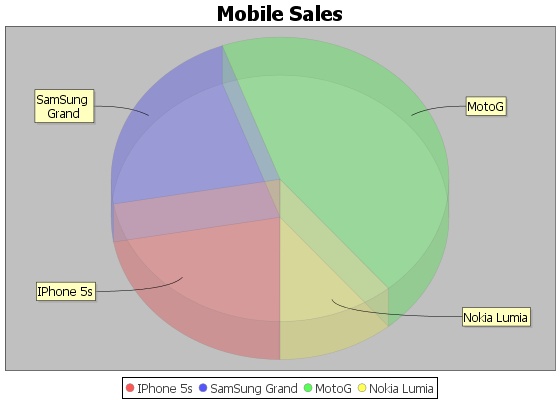 Mobile Sales
SamSung
Grand
MotoG
IPhone 5s
Nokia Lumia
IPhone 5s SamSung Grand MotoG Nokia Lumia